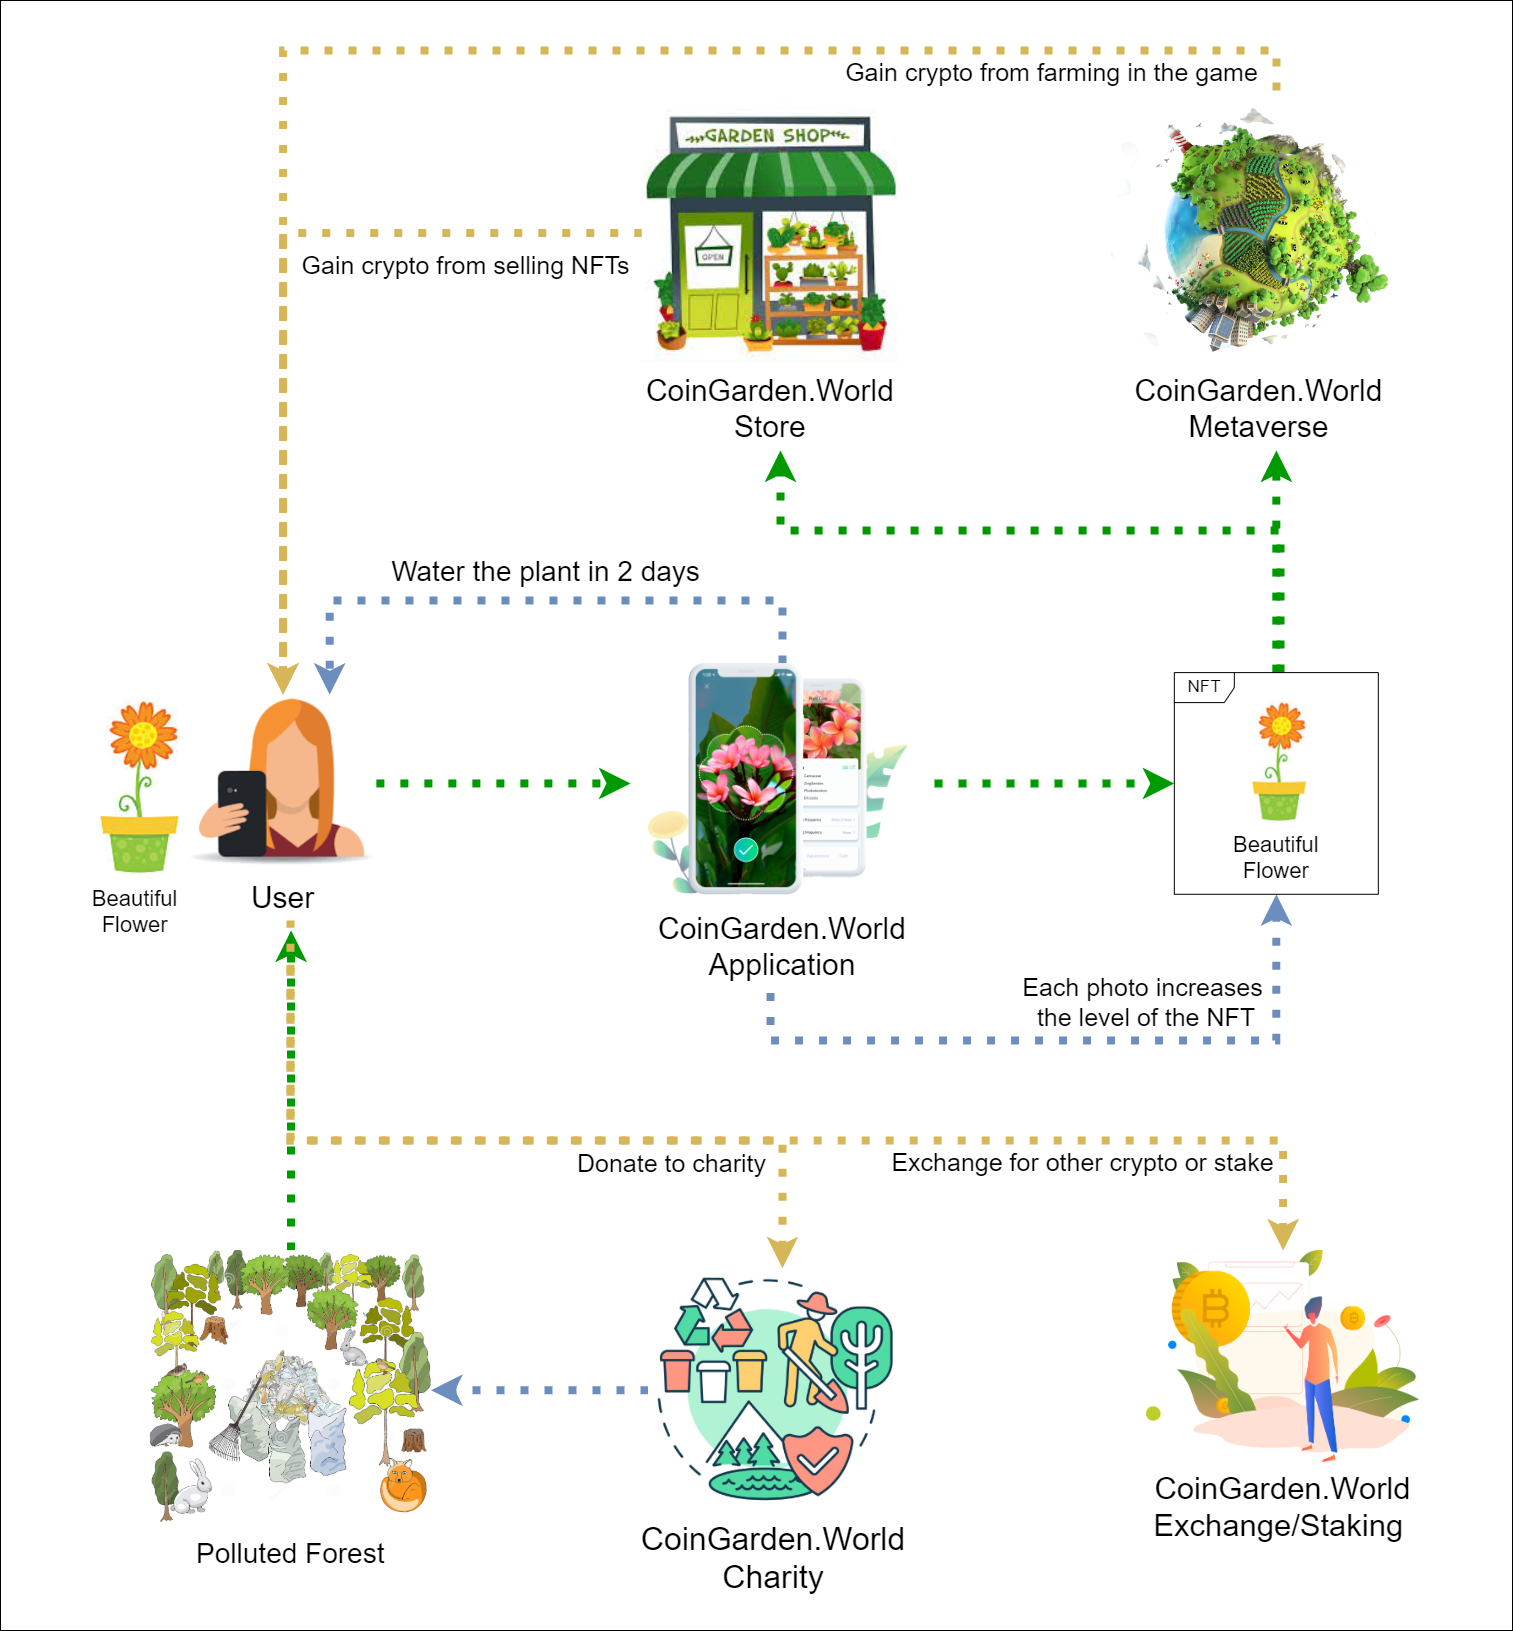 Gain crypto from farming in the game
GARDEN SHOP
OPEN
Gain crypto from selling NFTs
CoinGarden.World
Store
CoinGarden.World
Metaverse
Water the plant in 2 days
NFT
Beautiful
Flower
Beautiful
Flower
User
CoinGarden.World
Application
Each photo increases
the level of the NFT
Donate to charity
Exchange for other crypto or stake
Polluted Forest
CoinGarden.World
Charity
CoinGarden.World
Exchange/Staking